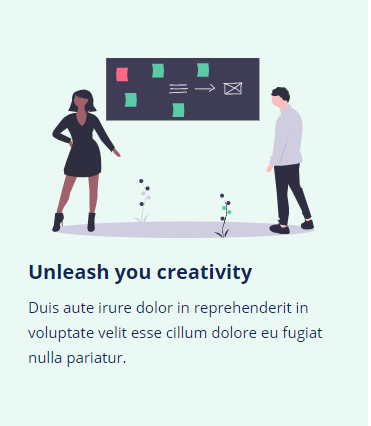 Unleash you creativity
Duis aute irure dolor in reprehenderit in
voluptate velit esse cillum dolore eu fugiat
nulla pariatur.